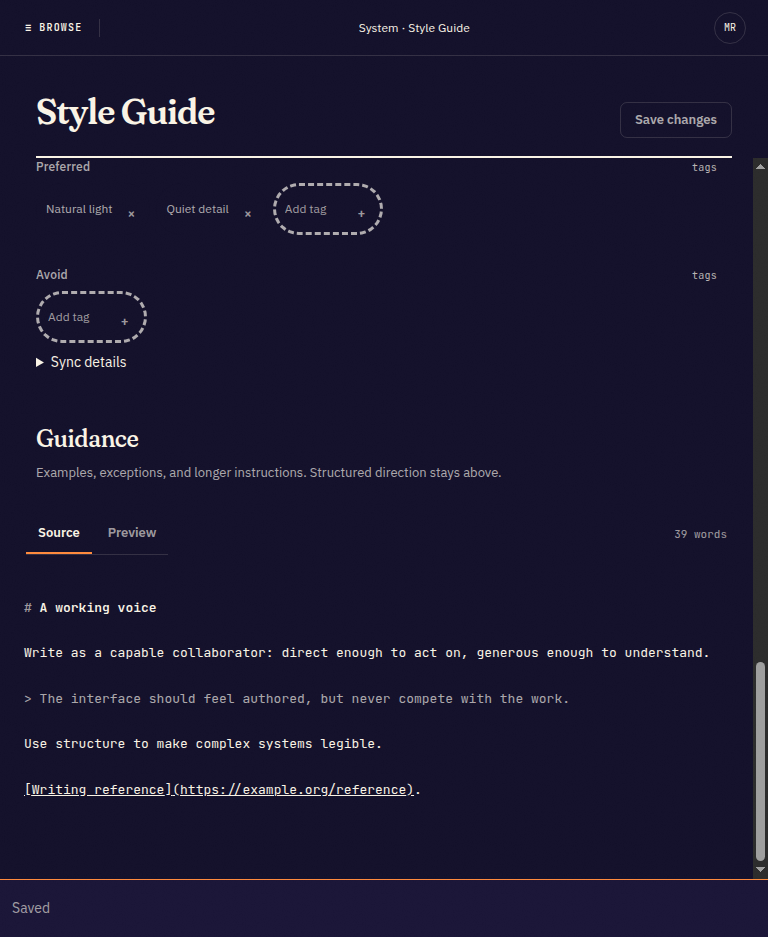 ≡ BROWSE
System · Style Guide
MR
Style Guide
Save changes
Preferred
tags
Natural light × Quiet detail × Add tag +
Avoid
tags
Add tag +
▶ Sync details
Guidance
Examples, exceptions, and longer instructions. Structured direction stays above.
Source Preview
39 words
# A working voice
Write as a capable collaborator: direct enough to act on, generous enough to understand.
> The interface should feel authored, but never compete with the work.
Use structure to make complex systems legible.
[Writing reference](https://example.org/reference).
Saved